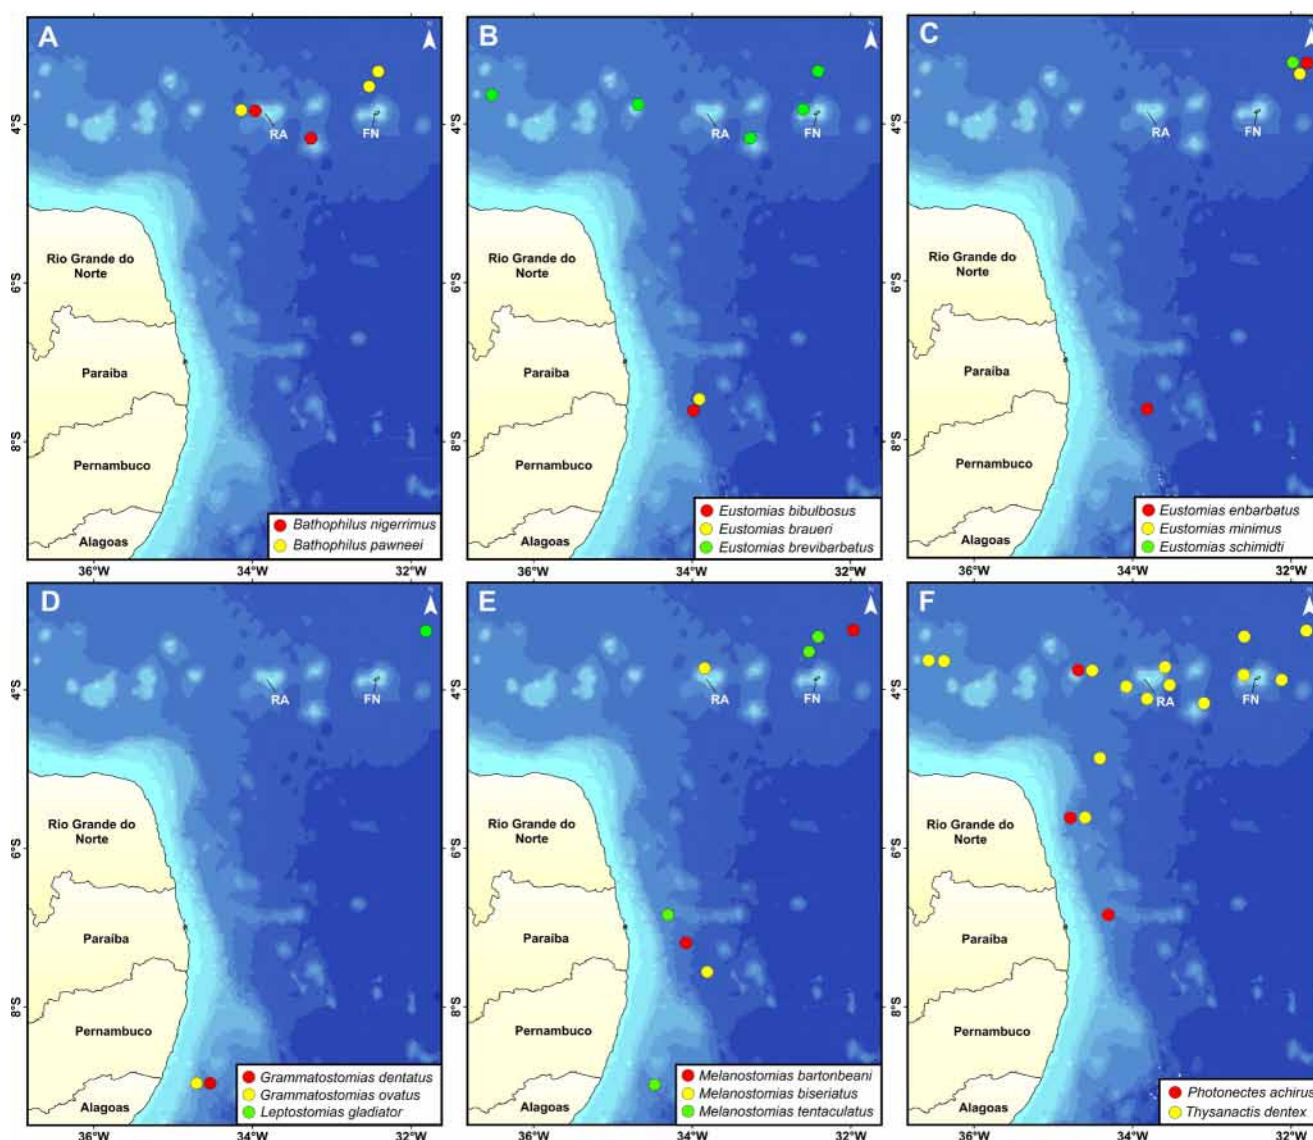 A
N
4°S
RA
FN
Rio Grande do
Norte
6°S
Paraíba
8°S
Pernambuco
Alagoas
Bathophilus nigerrimus
Bathophilus pawneei
36°W
34°W
32°W
B
N
4°S
RA
FN
Rio Grande do
Norte
6°S
Paraíba
8°S
Pernambuco
Alagoas
Eustomias bibulbosus
Eustomias braueri
Eustomias brevibarbatus
36°W
34°W
32°W
C
N
4°S
RA
FN
Rio Grande do
Norte
6°S
Paraíba
8°S
Pernambuco
Alagoas
Eustomias enbarbatus
Eustomias minimus
Eustomias schimidti
36°W
34°W
32°W
D
N
4°S
RA
FN
Rio Grande do
Norte
6°S
Paraíba
8°S
Pernambuco
Alagoas
Grammatostomias dentatus
Grammatostomias ovatus
Leptostomias gladiator
36°W
34°W
32°W
E
N
4°S
RA
FN
Rio Grande do
Norte
6°S
Paraíba
8°S
Pernambuco
Alagoas
Melanostomias bartonbeani
Melanostomias biseriatus
Melanostomias tentaculatus
36°W
34°W
32°W
F
N
4°S
RA
FN
Rio Grande do
Norte
6°S
Paraíba
8°S
Pernambuco
Alagoas
Photonectes achirus
Thysanactis dentex
36°W
34°W
32°W